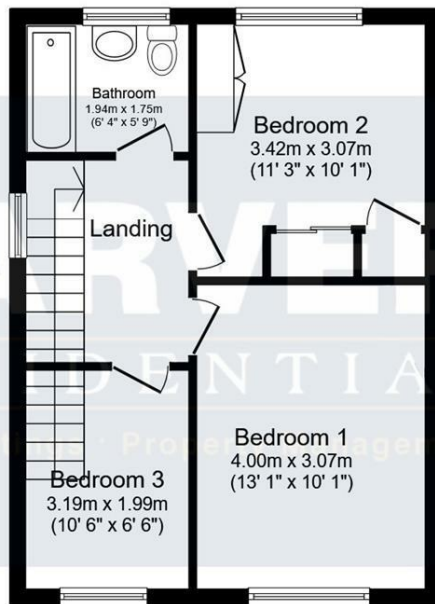 Bathroom
1.94m x 1.75m
(6' 4" x 5' 9")
Bedroom 2
3.42m x 3.07m
(11' 3" x 10' 1")
Landing
ARVER
IDENTIA
Bedroom 1
4.00m x 3.07m
(13' 1" x 10' 1")
Bedroom 3
3.19m x 1.99m
(10' 6" x 6' 6")